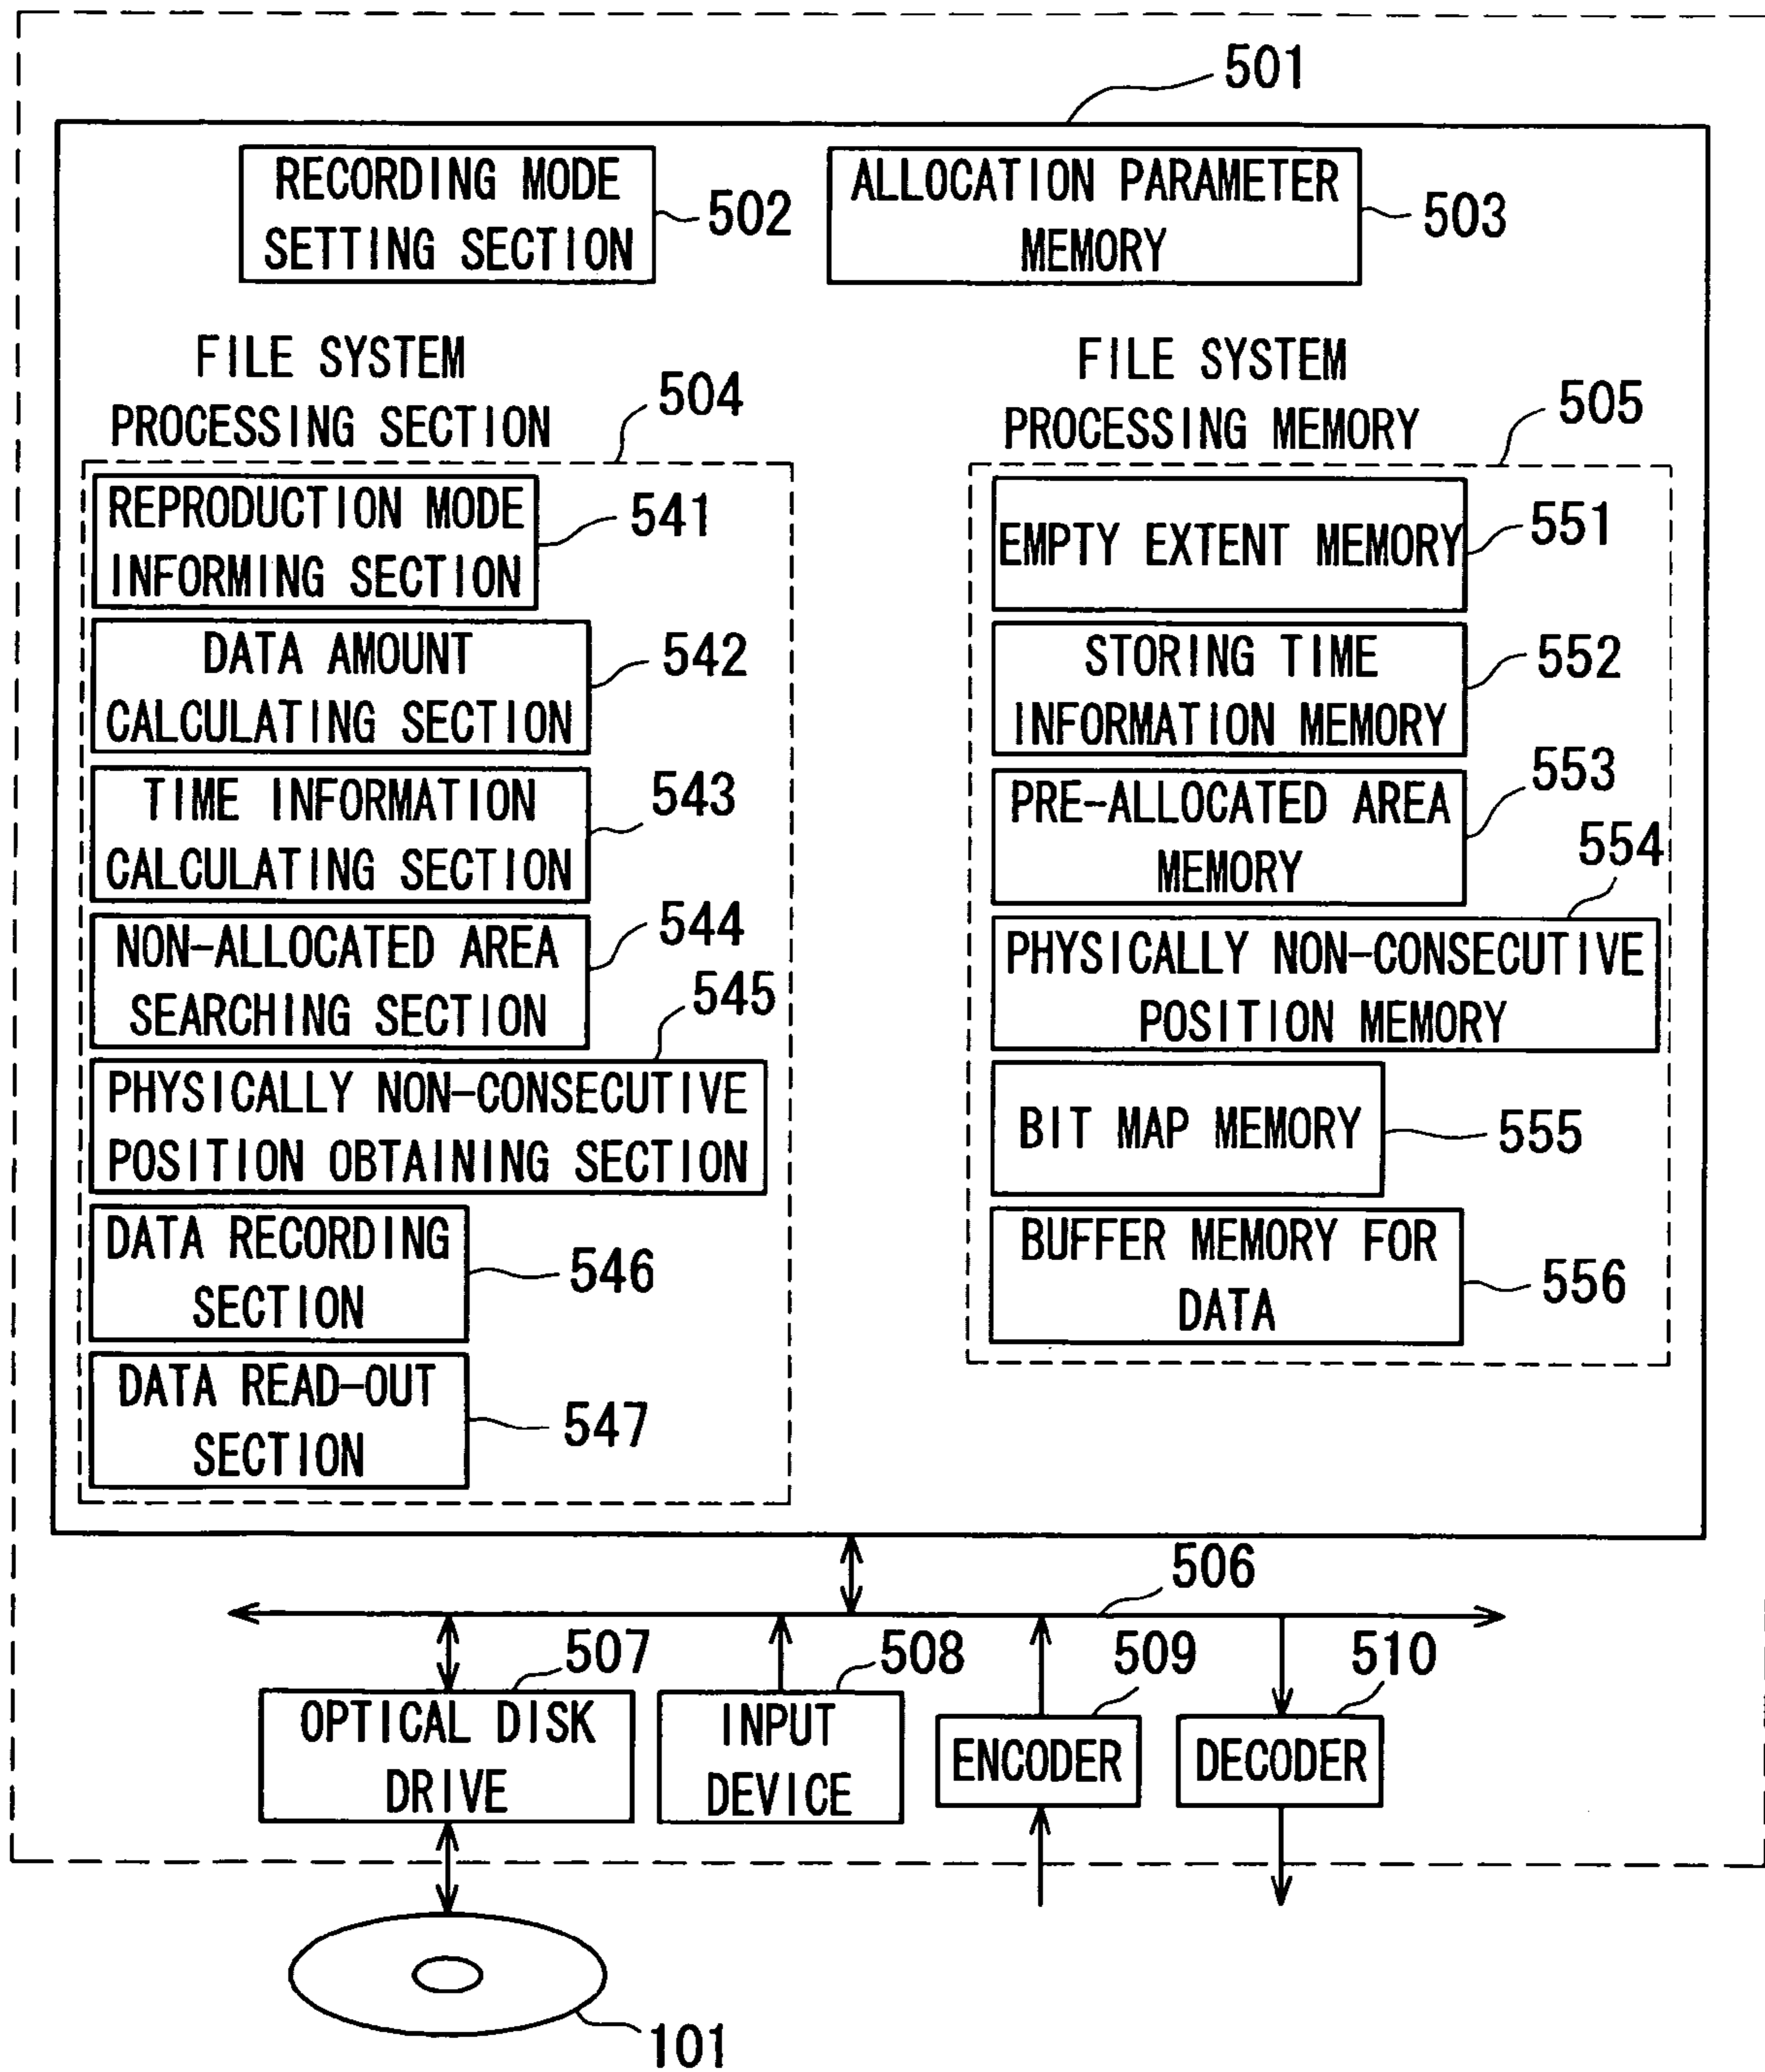 501
RECORDING MODE
SETTING SECTION
502
ALLOCATION PARAMETER
MEMORY
503
FILE SYSTEM
PROCESSING SECTION
504
REPRODUCTION MODE
INFORMING SECTION
541
DATA AMOUNT
CALCULATING SECTION
542
TIME INFORMATION
CALCULATING SECTION
543
NON-ALLOCATED AREA
SEARCHING SECTION
544
545
PHYSICALLY NON-CONSECUTIVE
POSITION OBTAINING SECTION
DATA RECORDING
SECTION
546
DATA READ-OUT
SECTION
547
FILE SYSTEM
PROCESSING MEMORY
505
EMPTY EXTENT MEMORY
551
STORING TIME
INFORMATION MEMORY
552
PRE-ALLOCATED AREA
MEMORY
553
554
PHYSICALLY NON-CONSECUTIVE
POSITION MEMORY
BIT MAP MEMORY
555
BUFFER MEMORY FOR
DATA
556
506
507
OPTICAL DISK
DRIVE
508
INPUT
DEVICE
509
ENCODER
510
DECODER
101